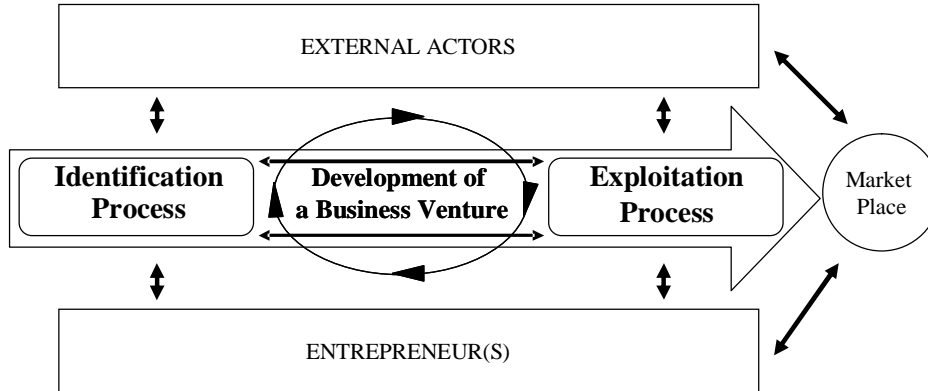 EXTERNAL ACTORS
Identification
Process
Development of
a Business Venture
Exploitation
Process
Market
Place
ENTREPRENEUR(S)